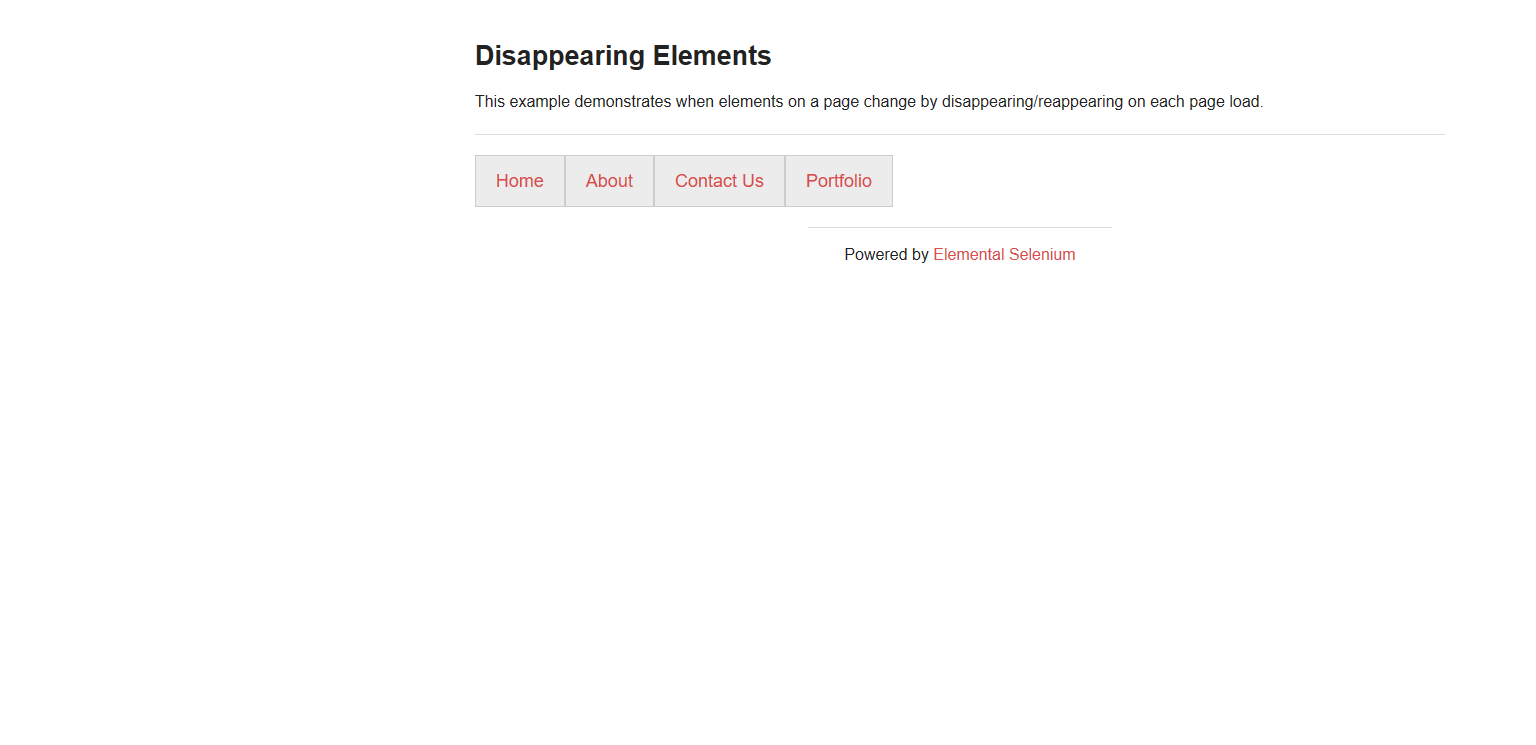 Disappearing Elements
This example demonstrates when elements on a page change by disappearing/reappearing on each page load.
Home About Contact Us Portfolio
Powered by Elemental Selenium